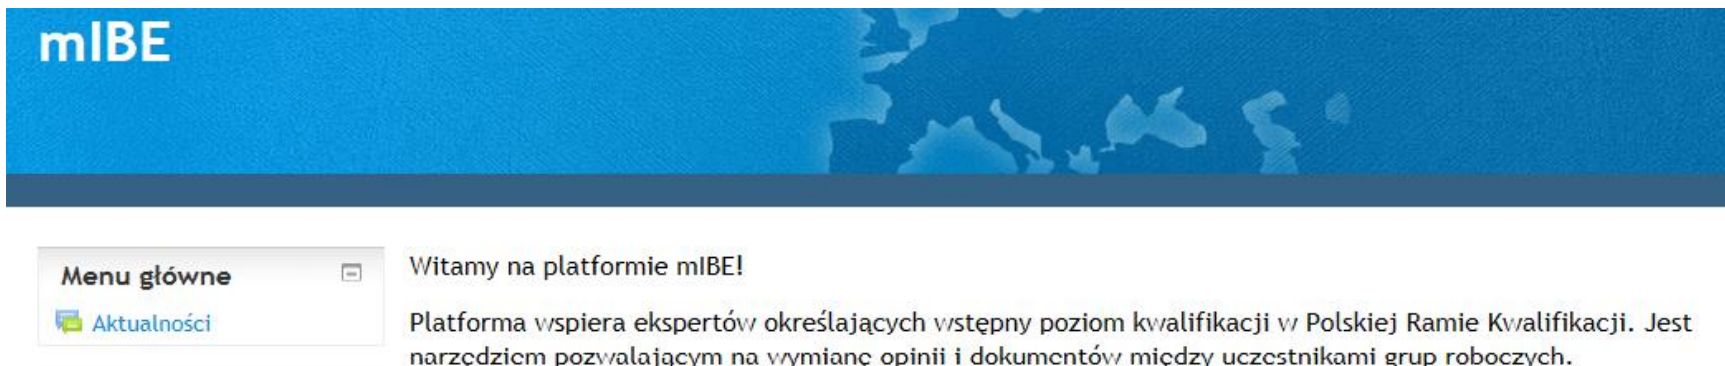 mIBE
Menu główne
Aktualności
Witamy na platformie mIBE!
Platforma wspiera ekspertów określających wstępny poziom kwalifikacji w Polskiej Ramie Kwalifikacji. Jest
narzędziem pozwalającym na wymianę opinii i dokumentów między uczestnikami grup roboczych.